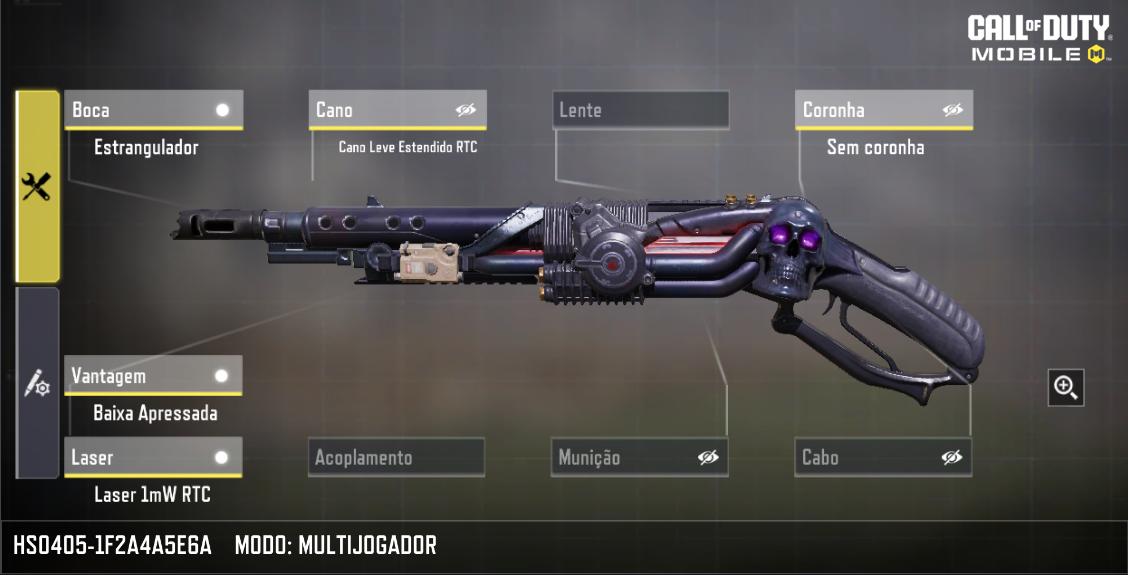 CALL OF DUTY
MOBILE
Boca
Estrangulador
Cano
Cano Leve Estendido RTC
Lente
Coronha
Sem coronha
Vantagem
Baixa Apressada
Laser
Laser 1mW RTC
Acoplamento
Munição
Cabo
HS0405-1F2A4A5E6A MODO: MULTIJOGADOR